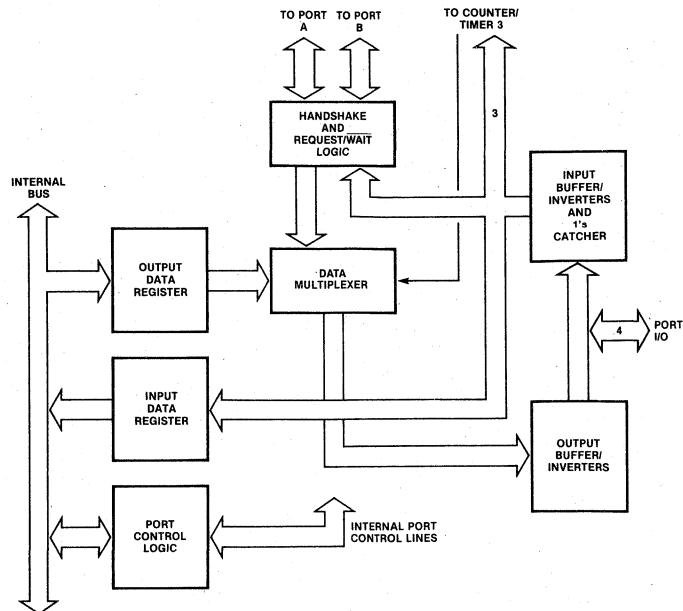 TO PORT
A
TO PORT
B
TO COUNTER/
TIMER 3
HANDSHAKE
AND
REQUEST/WAIT
LOGIC
3
INPUT
BUFFER/
INVERTERS
AND
1's
CATCHER
INTERNAL
BUS
OUTPUT
DATA
REGISTER
DATA
MULTIPLEXER
4
PORT
I/O
INPUT
DATA
REGISTER
OUTPUT
BUFFER/
INVERTERS
PORT
CONTROL
LOGIC
INTERNAL PORT
CONTROL LINES